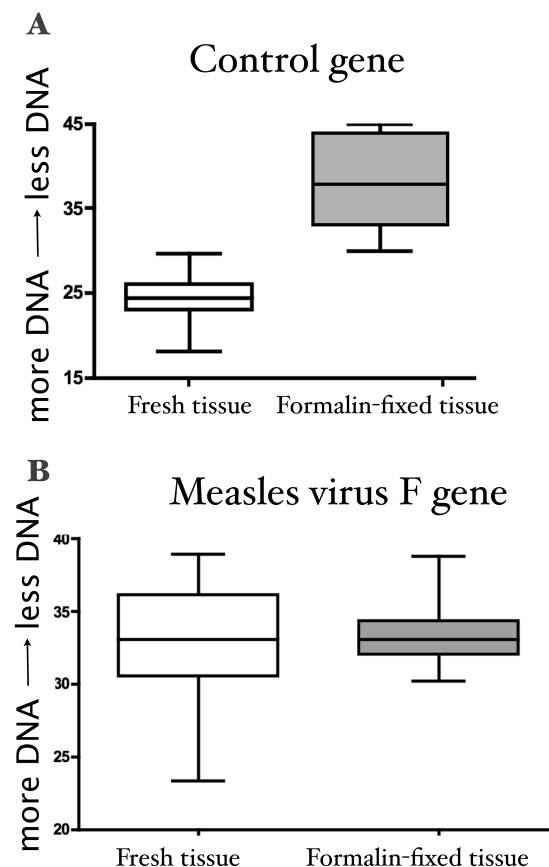 A
Control gene
more DNA → less DNA
45
35
25
15
Fresh tissue
Formalin-fixed tissue
B
Measles virus F gene
more DNA → less DNA
40
35
30
25
20
Fresh tissue
Formalin-fixed tissue